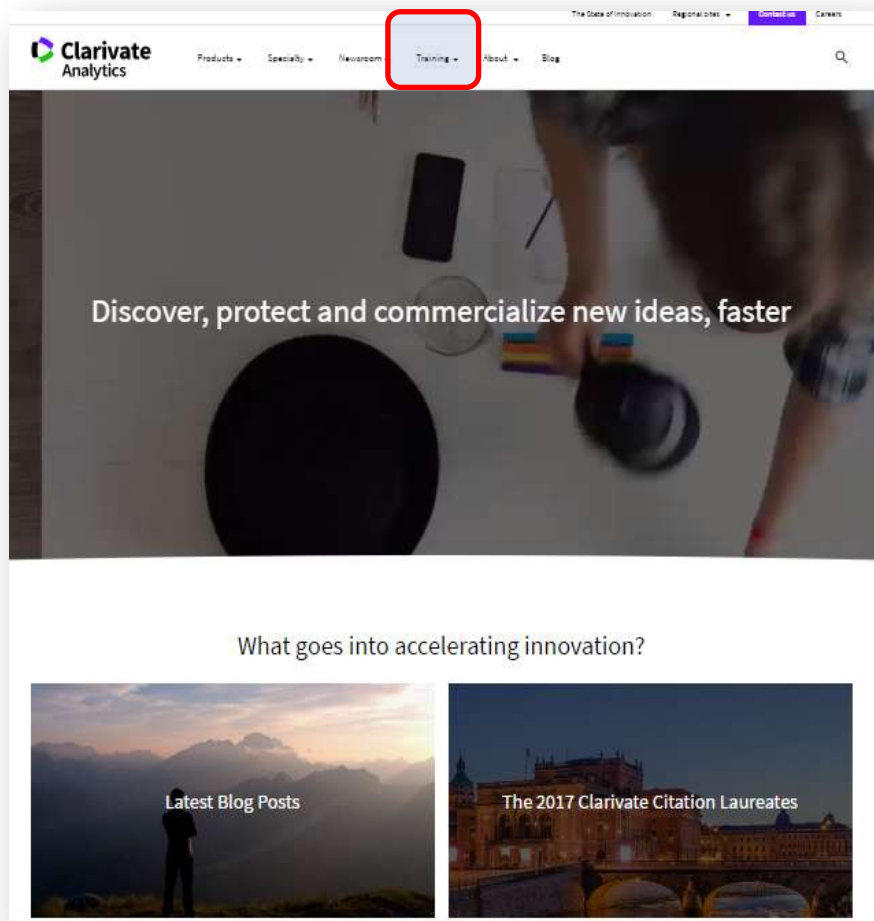 The State of Innovation Regional sites Contact us Careers
Clarivate
Analytics
Products Specialty Newsroom Training About Blog
Discover, protect and commercialize new ideas, faster
What goes into accelerating innovation?
Latest Blog Posts
The 2017 Clarivate Citation Laureates